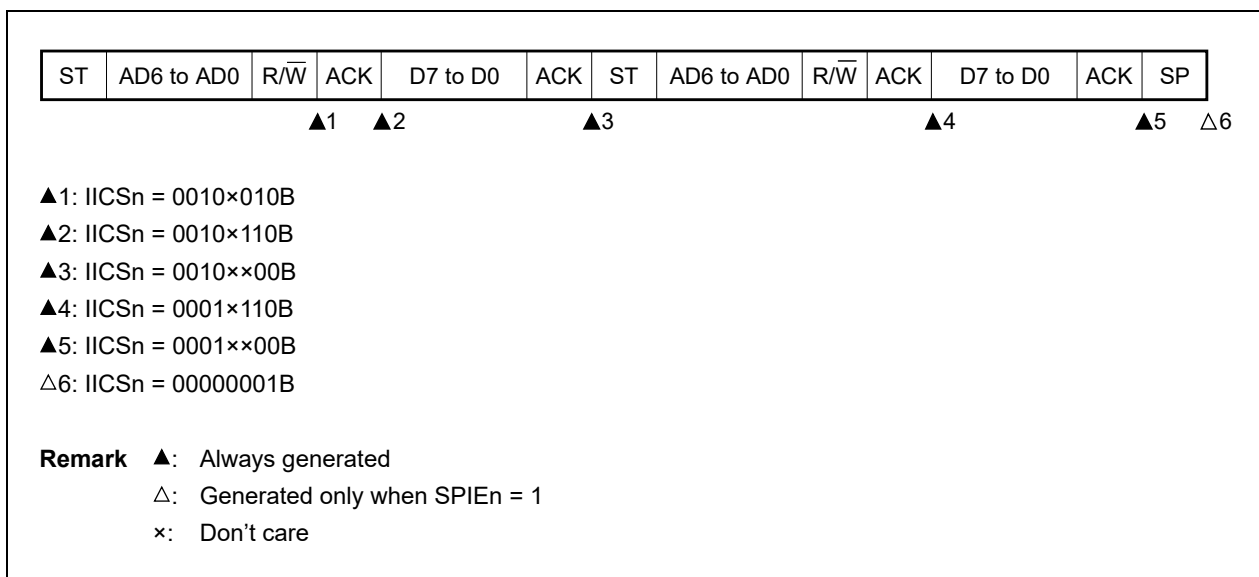 ST AD6 to AD0 R/W̅ ACK D7 to D0 ACK ST AD6 to AD0 R/W̅ ACK D7 to D0 ACK SP
▲1 ▲2 ▲3 ▲4 ▲5 △6
▲1: IICSn = 0010×010B
▲2: IICSn = 0010×110B
▲3: IICSn = 0010××00B
▲4: IICSn = 0001×110B
▲5: IICSn = 0001××00B
△6: IICSn = 00000001B
Remark ▲: Always generated
△: Generated only when SPIEn = 1
×: Don't care